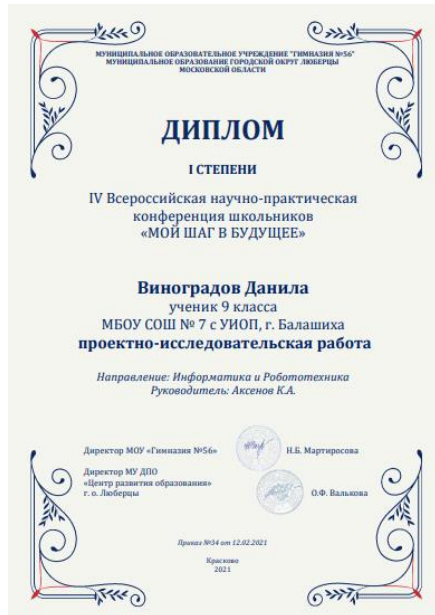 МУНИЦИПАЛЬНОЕ ОБРАЗОВАТЕЛЬНОЕ УЧРЕЖДЕНИЕ "ГИМНАЗИЯ №56"
МУНИЦИПАЛЬНОЕ ОБРАЗОВАНИЕ ГОРОДСКОЙ ОКРУГ ЛЮБЕРЦЫ
МОСКОВСКОЙ ОБЛАСТИ
ДИПЛОМ
I СТЕПЕНИ
IV Всероссийская научно-практическая
конференция школьников
«МОЙ ШАГ В БУДУЩЕЕ»
Виноградов Данила
ученик 9 класса
МБОУ СОШ № 7 с УИОП, г. Балашиха
проектно-исследовательская работа
Направление: Информатика и Робототехника
Руководитель: Аксенов К.А.
Директор МОУ «Гимназия №56» Н.Б. Мартиросова
Директор МУ ДПО
«Центр развития образования»
г. о. Люберцы О.Ф. Валькова
Приказ №34 от 12.02.2021
Красково
2021